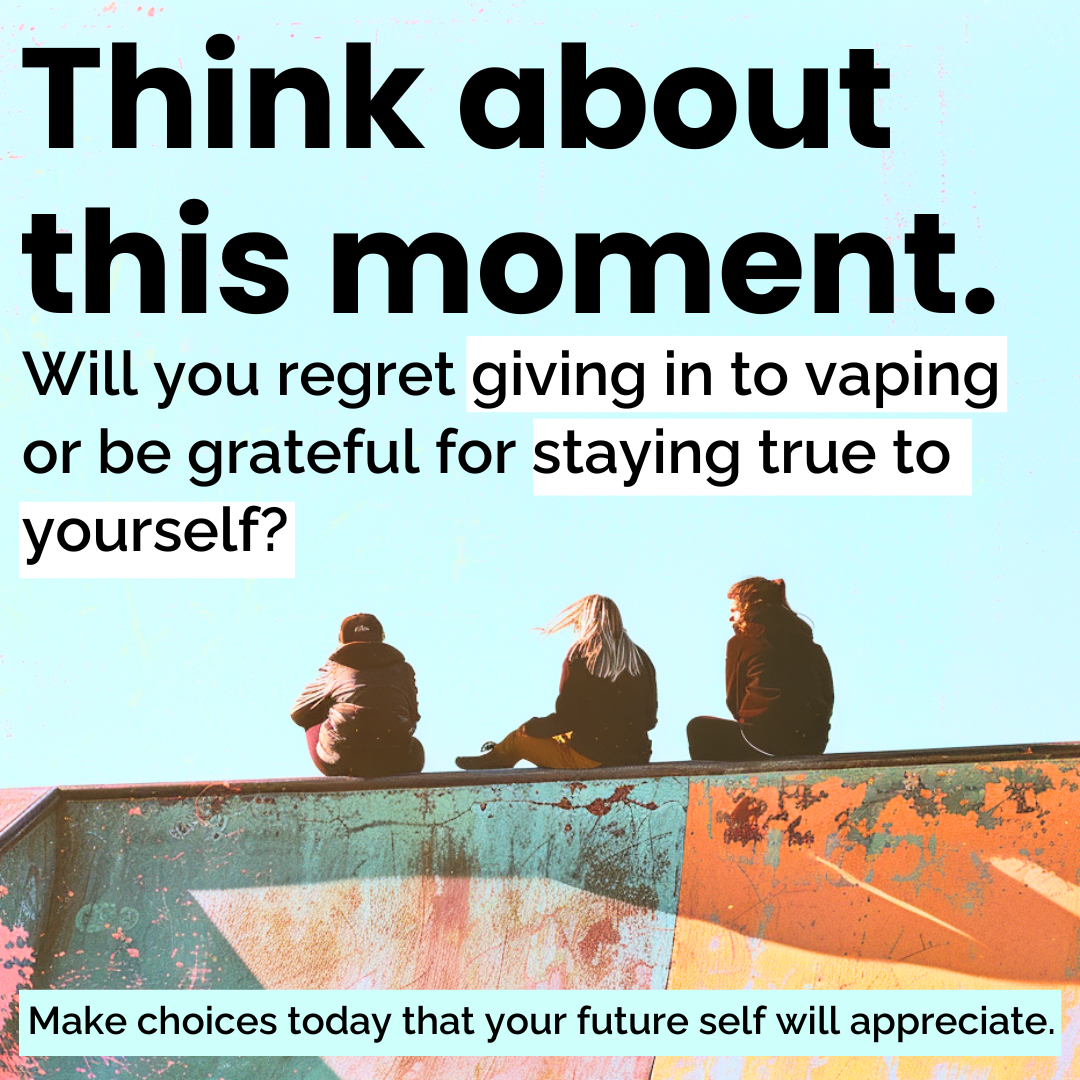 Think about
this moment.
Will you regret giving in to vaping
or be grateful for staying true to
yourself?
Make choices today that your future self will appreciate.